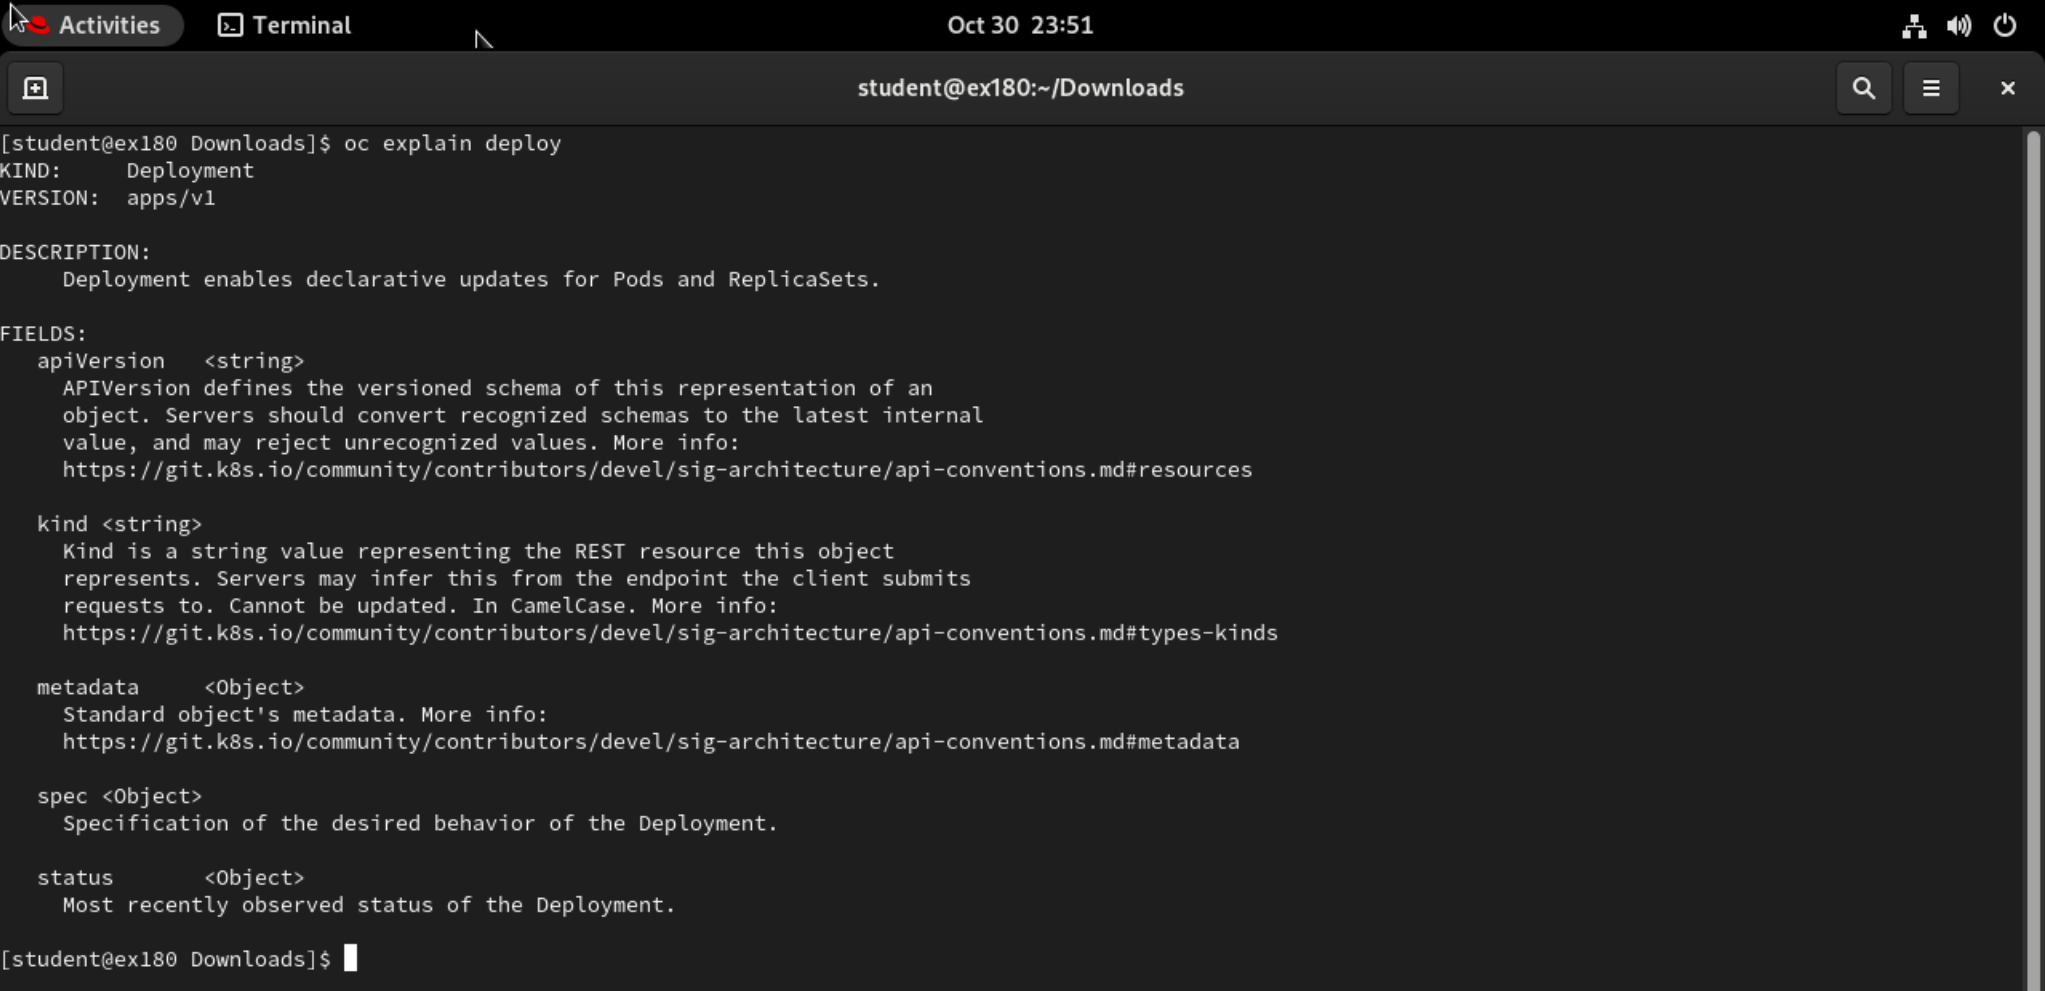 Activities Terminal Oct 30 23:51
student@ex180:~/Downloads
[student@ex180 Downloads]$ oc explain deploy
KIND:     Deployment
VERSION:  apps/v1

DESCRIPTION:
     Deployment enables declarative updates for Pods and ReplicaSets.

FIELDS:
   apiVersion	<string>
     APIVersion defines the versioned schema of this representation of an
     object. Servers should convert recognized schemas to the latest internal
     value, and may reject unrecognized values. More info:
     https://git.k8s.io/community/contributors/devel/sig-architecture/api-conventions.md#resources

   kind	<string>
     Kind is a string value representing the REST resource this object
     represents. Servers may infer this from the endpoint the client submits
     requests to. Cannot be updated. In CamelCase. More info:
     https://git.k8s.io/community/contributors/devel/sig-architecture/api-conventions.md#types-kinds

   metadata	<Object>
     Standard object's metadata. More info:
     https://git.k8s.io/community/contributors/devel/sig-architecture/api-conventions.md#metadata

   spec	<Object>
     Specification of the desired behavior of the Deployment.

   status	<Object>
     Most recently observed status of the Deployment.

[student@ex180 Downloads]$